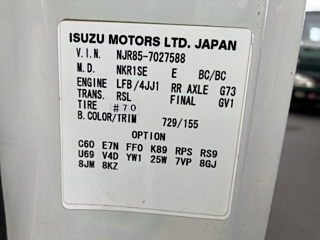 ISUZU MOTORS LTD. JAPAN
V.I.N. NJR85-7027588
M.D. NKR1SE E BC/BC
ENGINE LFB/4JJ1 RR AXLE G73
TRANS. RSL FINAL GV1
TIRE #70
B.COLOR/TRIM 729/155
OPTION
C60 E7N FF0 K89 RPS RS9
U69 V4D YW1 25W 7VP 8GJ
8JM 8KZ